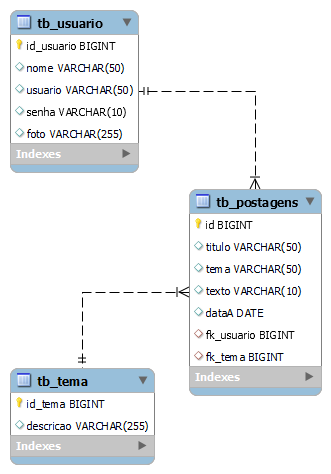 tb_usuario
id_usuario BIGINT
nome VARCHAR(50)
usuario VARCHAR(50)
senha VARCHAR(10)
foto VARCHAR(255)
Indexes
tb_postagens
id BIGINT
titulo VARCHAR(50)
tema VARCHAR(50)
texto VARCHAR(10)
dataA DATE
fk_usuario BIGINT
fk_tema BIGINT
Indexes
tb_tema
id_tema BIGINT
descricao VARCHAR(255)
Indexes